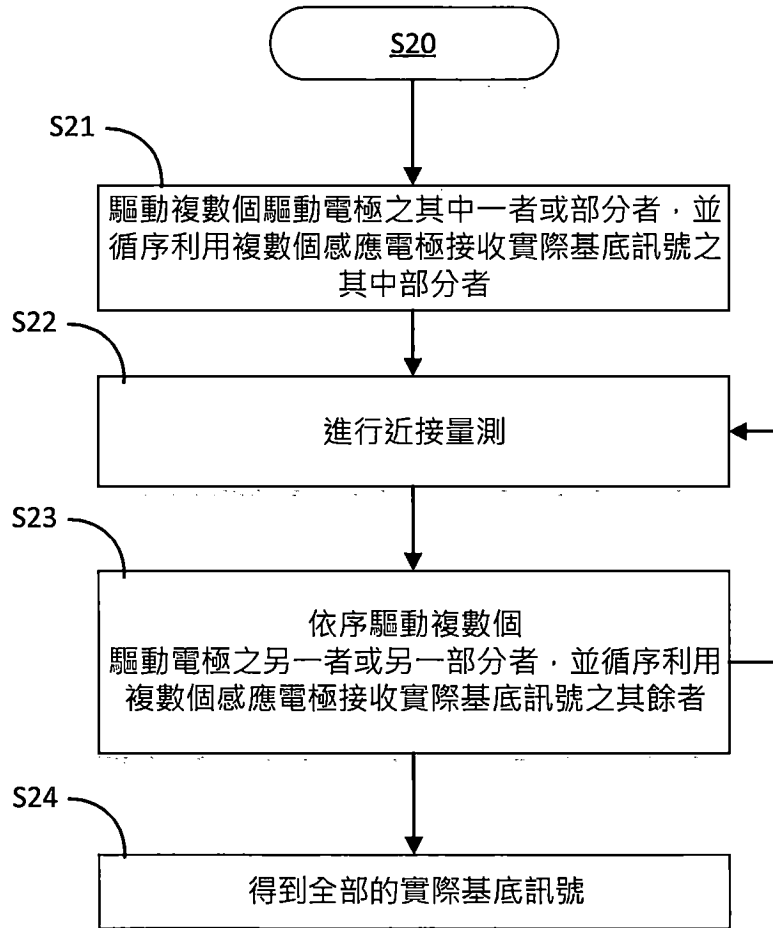 S20
S21
驅動複數個驅動電極之其中一者或部分者，並
循序利用複數個感應電極接收實際基底訊號之
其中部分者
S22
進行近接量測
S23
依序驅動複數個
驅動電極之另一者或另一部分者，並循序利用
複數個感應電極接收實際基底訊號之其餘者
S24
得到全部的實際基底訊號